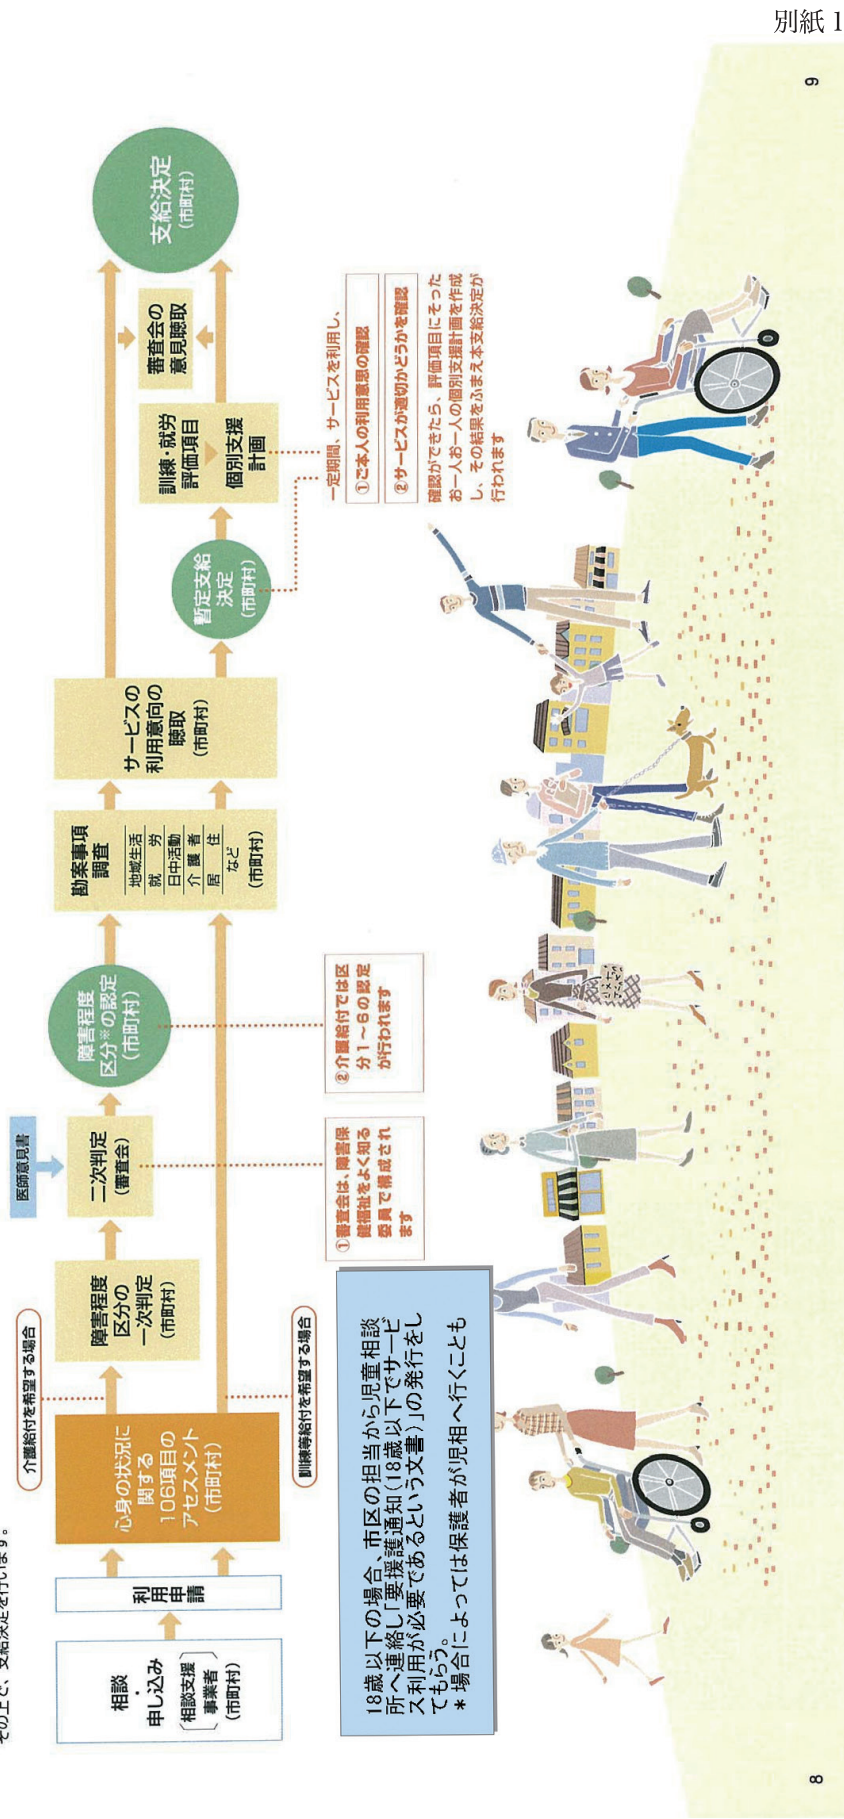 別紙 1
その上で、支給決定を行います。
相談
・
申し込み
相談支援
事業者
(市町村)
利用申請
心身の状況に
関する
106項目の
アセスメント
(市町村)
介護給付を希望する場合
訓練等給付を希望する場合
障害程度
区分の
一次判定
(市町村)
医師意見書
二次判定
(審査会)
障害程度
区分※の認定
(市町村)
勘案事項
調査
地域生活
就労
日中活動
介護者
居住
など
(市町村)
サービスの
利用意向の
聴取
(市町村)
暫定支給
決定
(市町村)
訓練・就労
評価項目
個別支援
計画
審査会の
意見聴取
支給決定
(市町村)
①審査会は、障害保
健福祉をよく知る
委員で構成され
ます
②介護給付では区
分1～6の認定
が行われます
一定期間、サービスを利用し、
①ご本人の利用意思の確認
②サービスが適切かどうかを確認
確認ができたら、評価項目にそった
お一人お一人の個別支援計画を作成
し、その結果をふまえ本支給決定が
行われます
18歳以下の場合、市区の担当から児童相談
所へ連絡し「要援護通知(18歳以下でサービ
ス利用が必要であるという文書)」の発行をし
てもらう。
*場合によっては保護者が児相へ行くことも
8
9